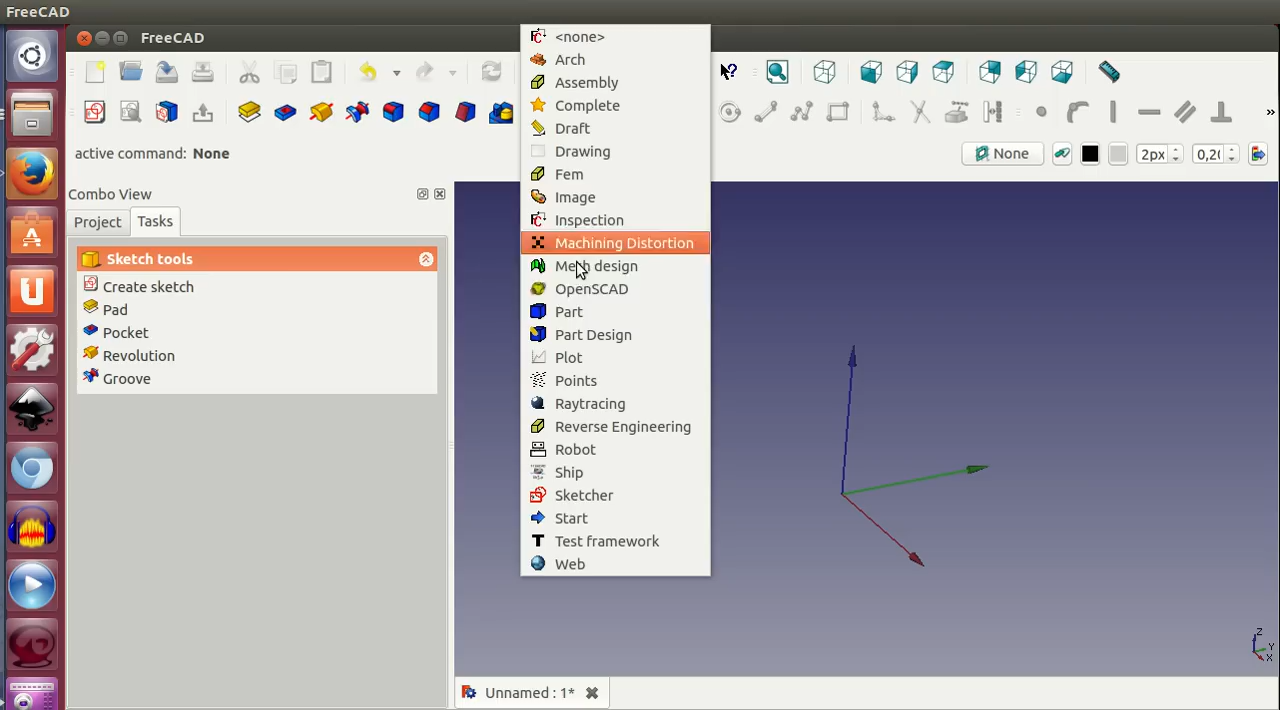 FreeCAD
FreeCAD
active command: None
None
2px
0,2(
»
Combo View
Project
Tasks
Sketch tools
Create sketch
Pad
Pocket
Revolution
Groove
<none>
Arch
Assembly
Complete
Draft
Drawing
Fem
Image
Inspection
Machining Distortion
Mesh design
OpenSCAD
Part
Part Design
Plot
Points
Raytracing
Reverse Engineering
Robot
Ship
Sketcher
Start
Test framework
Web
Z
Y
X
Unnamed : 1*